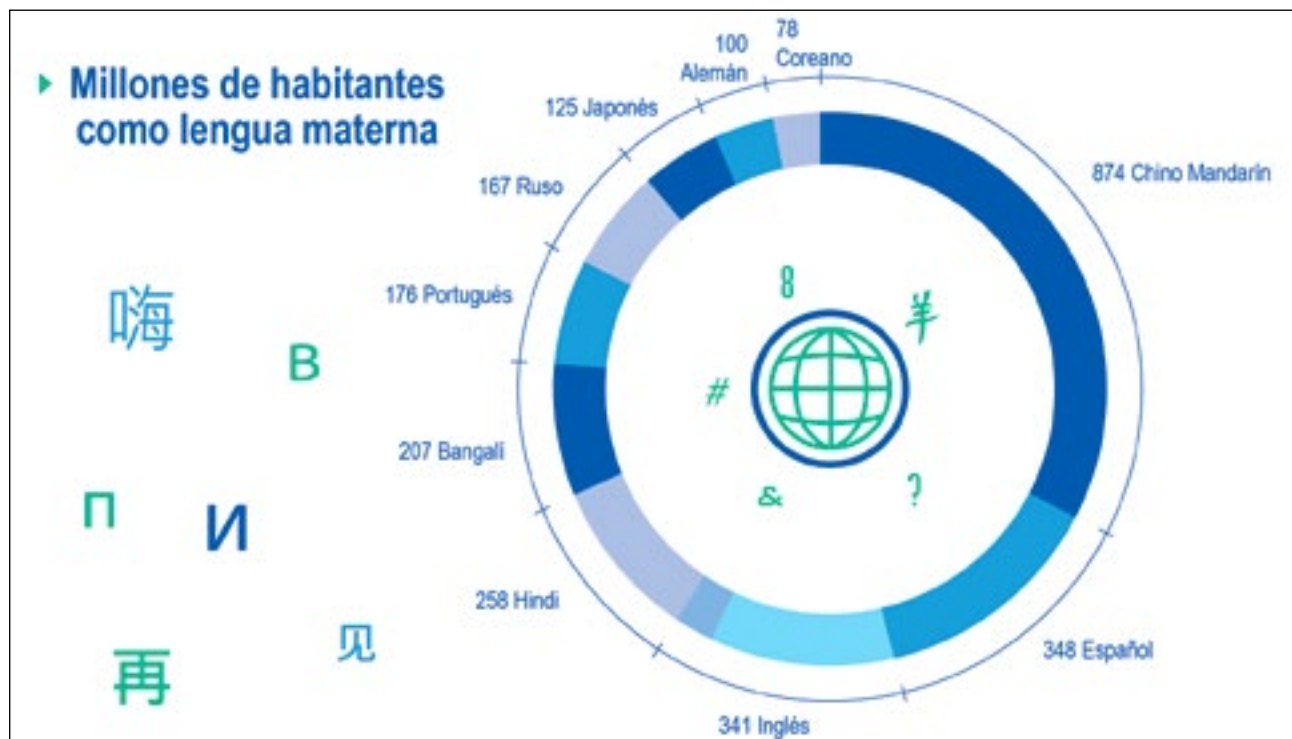 Millones de habitantes
como lengua materna
78
Coreano
100
Alemán
125 Japonés
167 Ruso
176 Portugués
207 Bangalí
258 Hindi
341 Inglés
348 Español
874 Chino Mandarín
嗨
В
П
И
再
见
8
羊
#
&
?